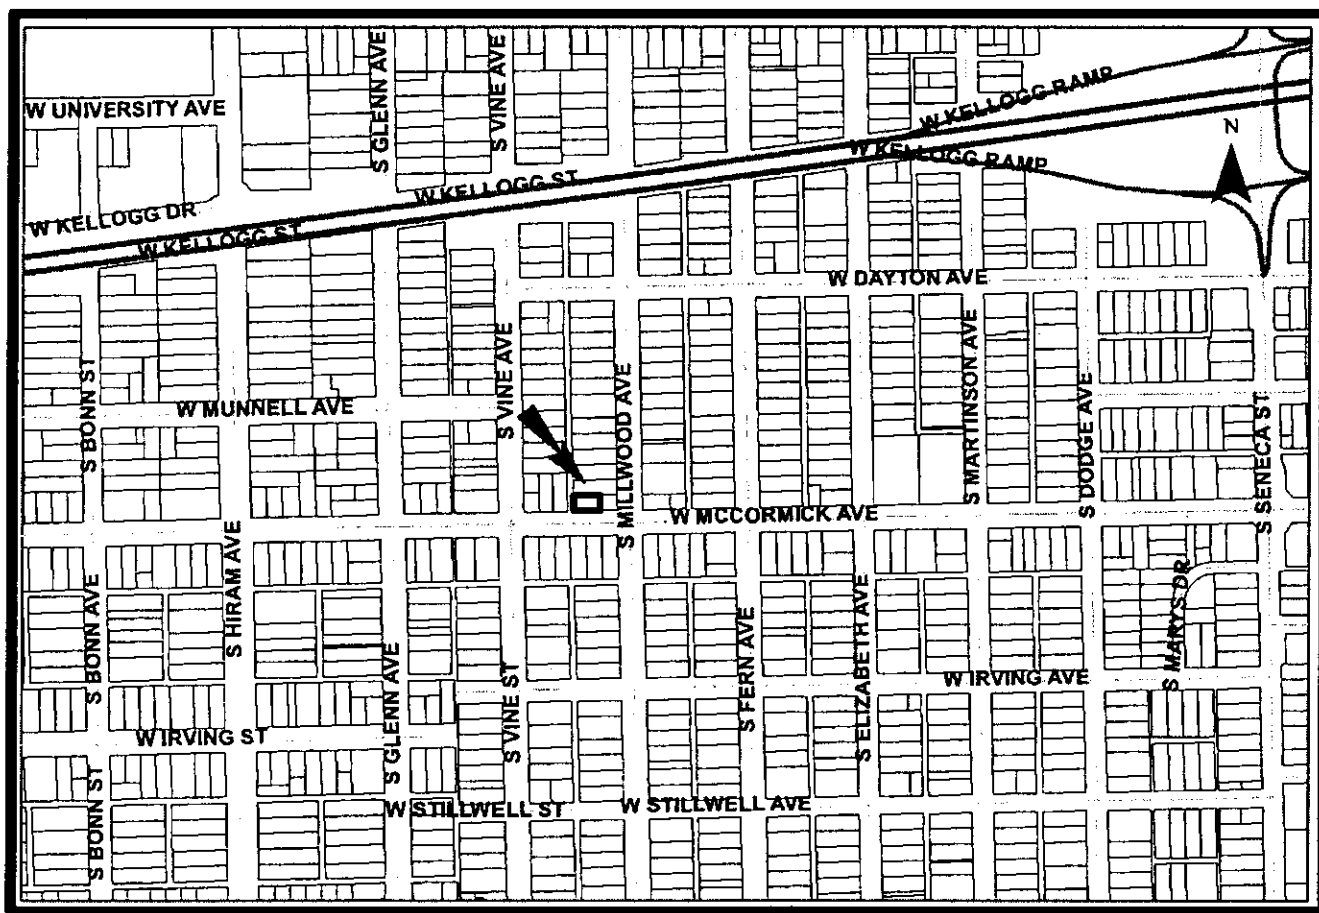 S GLENN AVE
S VINE AVE
W UNIVERSITY AVE
W KELLOGG RAMP
N
W KELLOGG RAMP
W KELLOGG ST
W KELLOGG DR
W KELLOGG ST
W DAYTON AVE
S BONN ST
W MUNNELL AVE
S VINE AVE
S MILLWOOD AVE
S MARTINSON AVE
S DODGE AVE
S SENECA ST
W MCCORMICK AVE
S BONN AVE
S HIRAM AVE
S GLENN AVE
S VINE ST
S FERN AVE
S ELIZABETH AVE
S MARYS DR
W IRVING AVE
W IRVING ST
S BONN ST
W STILLWELL ST
W STILLWELL AVE